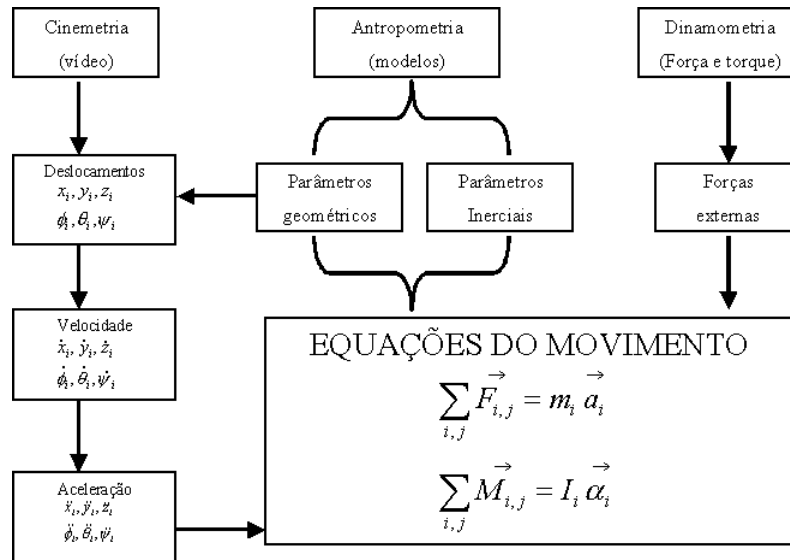 Cinemetria
(vídeo)
Antropometria
(modelos)
Dinamometria
(Força e torque)
Deslocamentos
x_i, y_i, z_i
ϕ_i, θ_i, ψ_i
Parâmetros
geométricos
Parâmetros
Inerciais
Forças
externas
Velocidade
ẋ_i, ẏ_i, ż_i
ϕ̇_i, θ̇_i, ψ̇_i
EQUAÇÕES DO MOVIMENTO
∑_{i,j} F⃗_{i,j} = m_i a⃗_i
∑_{i,j} M⃗_{i,j} = I_i α⃗_i
Aceleração
ẍ_i, ÿ_i, z̈_i
ϕ̈_i, θ̈_i, ψ̈_i